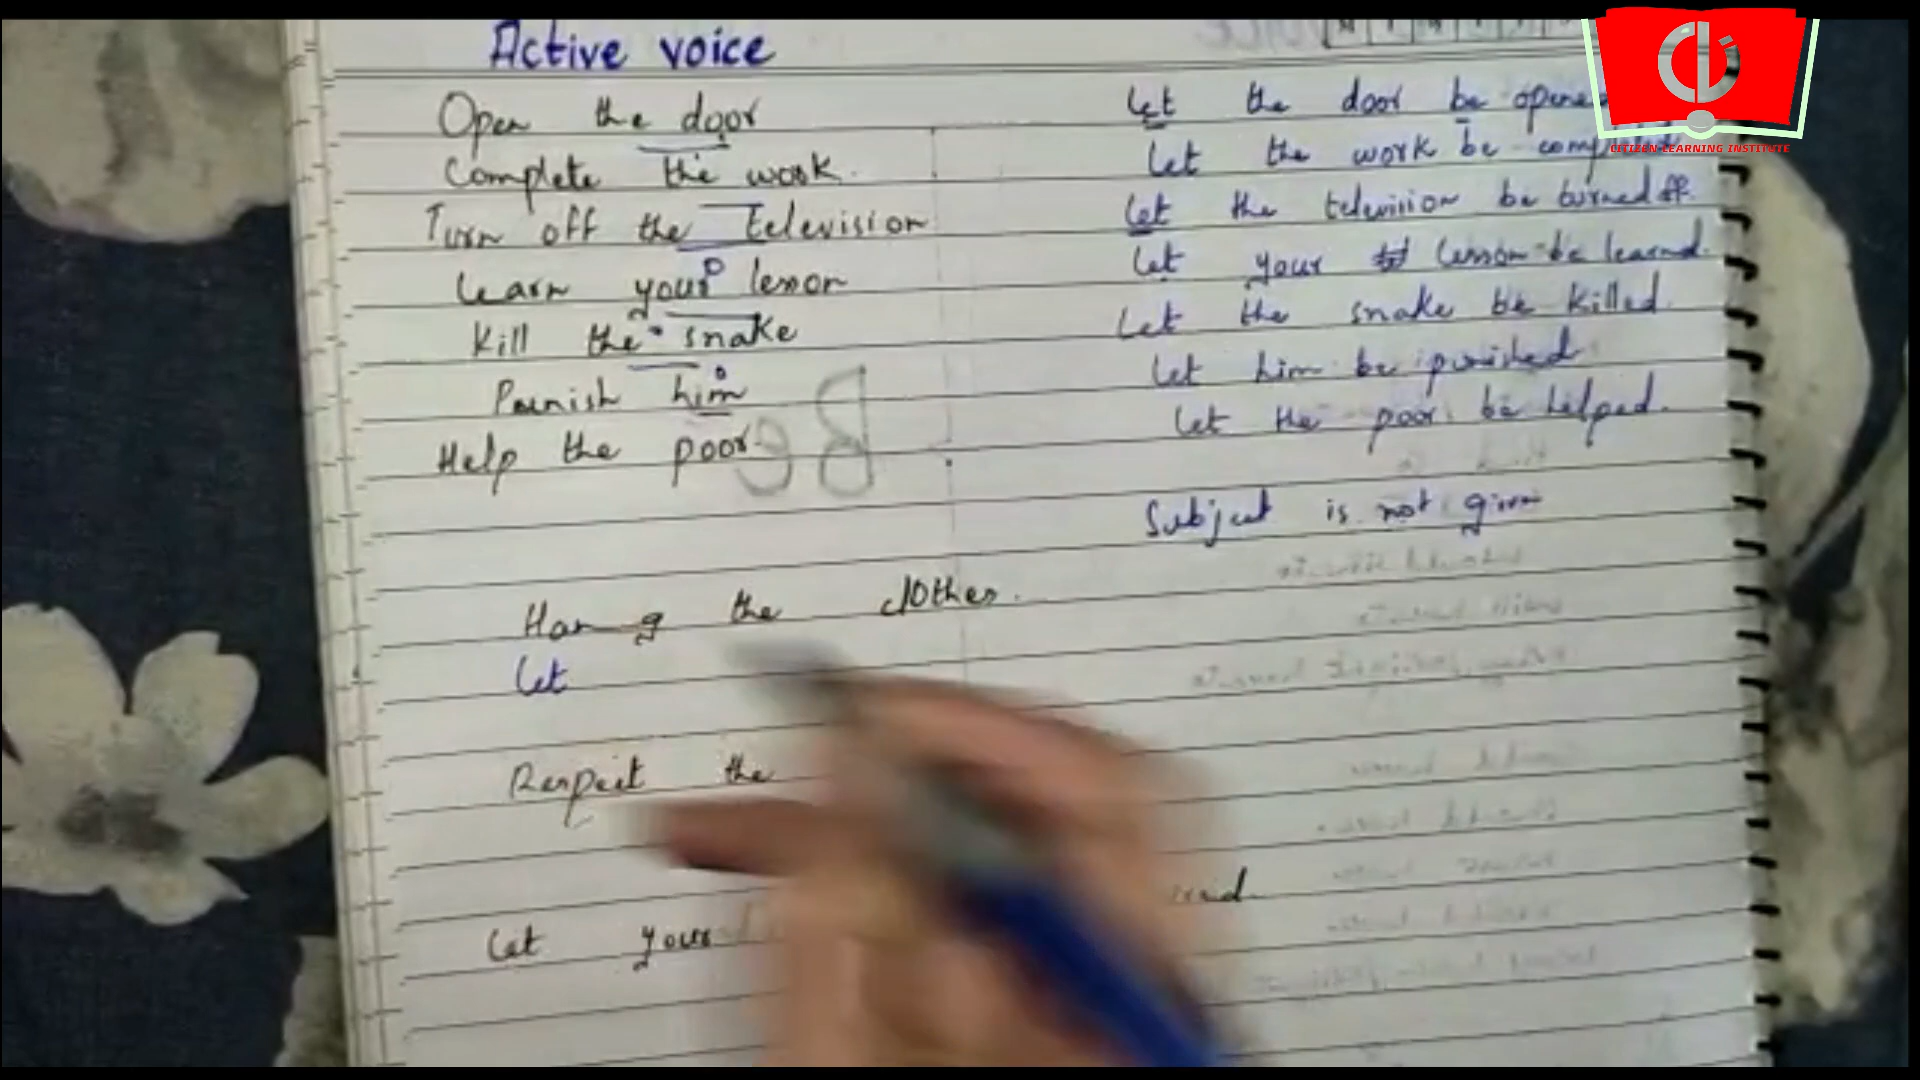 Active voice
Open the door
Complete the work.
Turn off the television
Learn your lesson
Kill the snake
Punish him
Help the poor
Let the door be opened
Let the work be
Let the television be turned off.
Let your lesson be learned.
Let the snake be killed.
Let him be punished
Let the poor be helped.
Subject is not given
Hang the clothes.
Let
Respect the
Let your
CITIZEN LEARNING INSTITUTE